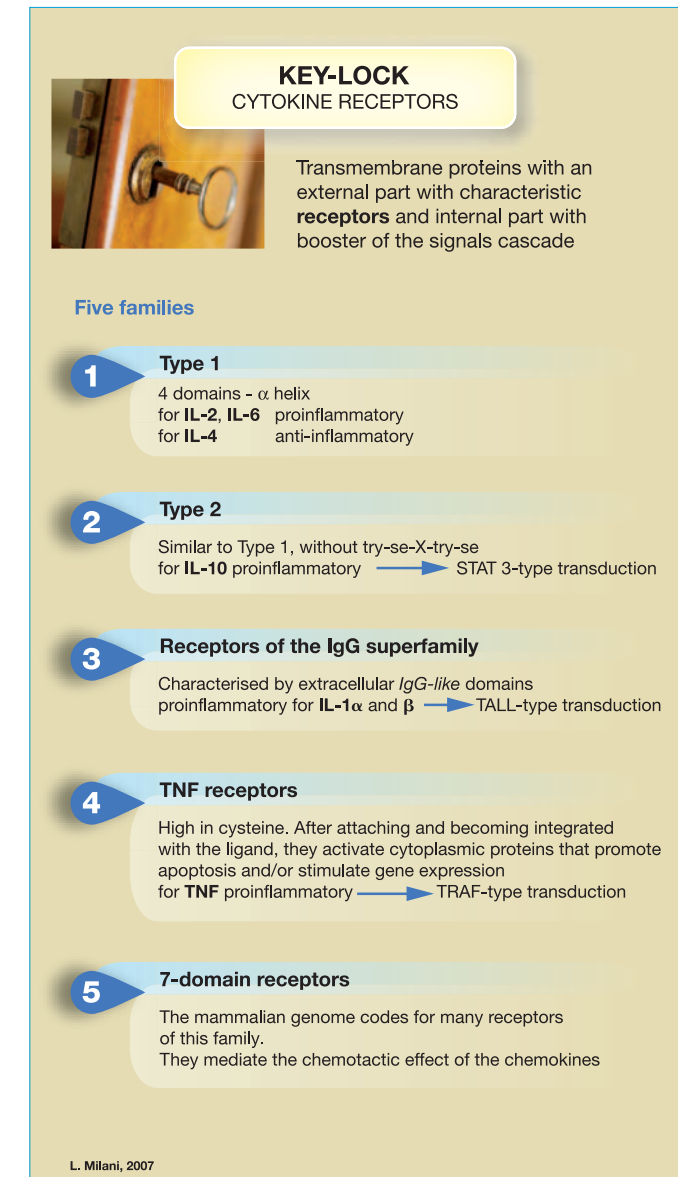 KEY-LOCK
CYTOKINE RECEPTORS
Transmembrane proteins with an
external part with characteristic
receptors and internal part with
booster of the signals cascade
Five families
1
Type 1
4 domains - α helix
for IL-2, IL-6 proinflammatory
for IL-4 anti-inflammatory
2
Type 2
Similar to Type 1, without try-se-X-try-se
for IL-10 proinflammatory STAT 3-type transduction
3
Receptors of the IgG superfamily
Characterised by extracellular IgG-like domains
proinflammatory for IL-1α and β TALL-type transduction
4
TNF receptors
High in cysteine. After attaching and becoming integrated
with the ligand, they activate cytoplasmic proteins that promote
apoptosis and/or stimulate gene expression
for TNF proinflammatory TRAF-type transduction
5
7-domain receptors
The mammalian genome codes for many receptors
of this family.
They mediate the chemotactic effect of the chemokines
L. Milani, 2007